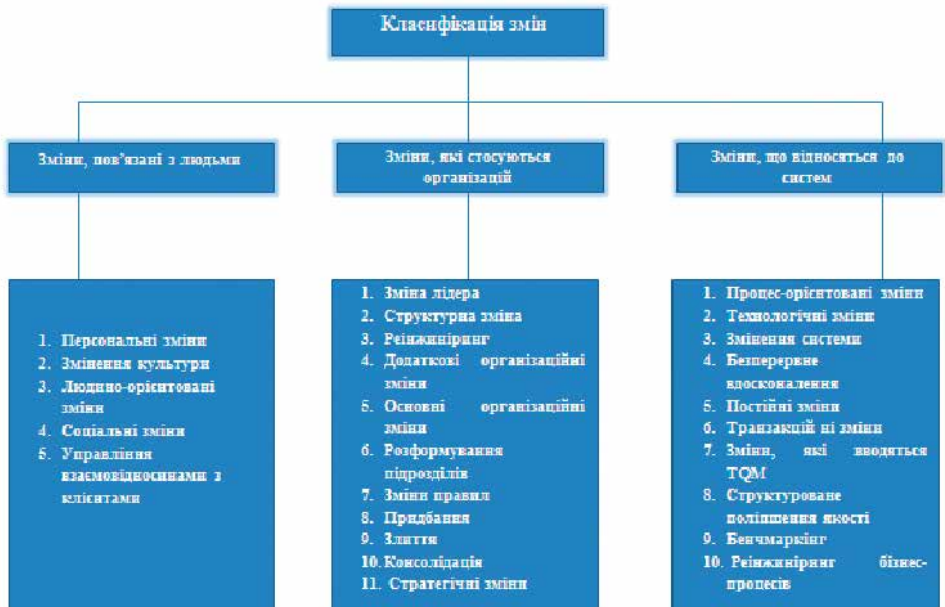 Класифікація змін
Зміни, пов’язані з людьми
Зміни, які стосуються
організацій
Зміни, що відносяться до
систем
1. Персональні зміни
2. Змінення культури
3. Людино-орієнтовані
зміни
4. Соціальні зміни
5. Управління
взаємовідносинами з
клієнтами
1. Зміна лідера
2. Структурна зміна
3. Реінжиніринг
4. Додаткові організаційні
зміни
5. Основні організаційні
зміни
6. Розформування
підрозділів
7. Зміни правил
8. Придбання
9. Злиття
10. Консолідація
11. Стратегічні зміни
1. Процес-орієнтовані зміни
2. Технологічні зміни
3. Змінення системи
4. Безперервне
вдосконалення
5. Постійні зміни
6. Транзакцій ні зміни
7. Зміни, які вводяться
TQM
8. Структуроване
поліпшення якості
9. Бенчмаркінг
10. Реінжиніринг бізнес-
процесів